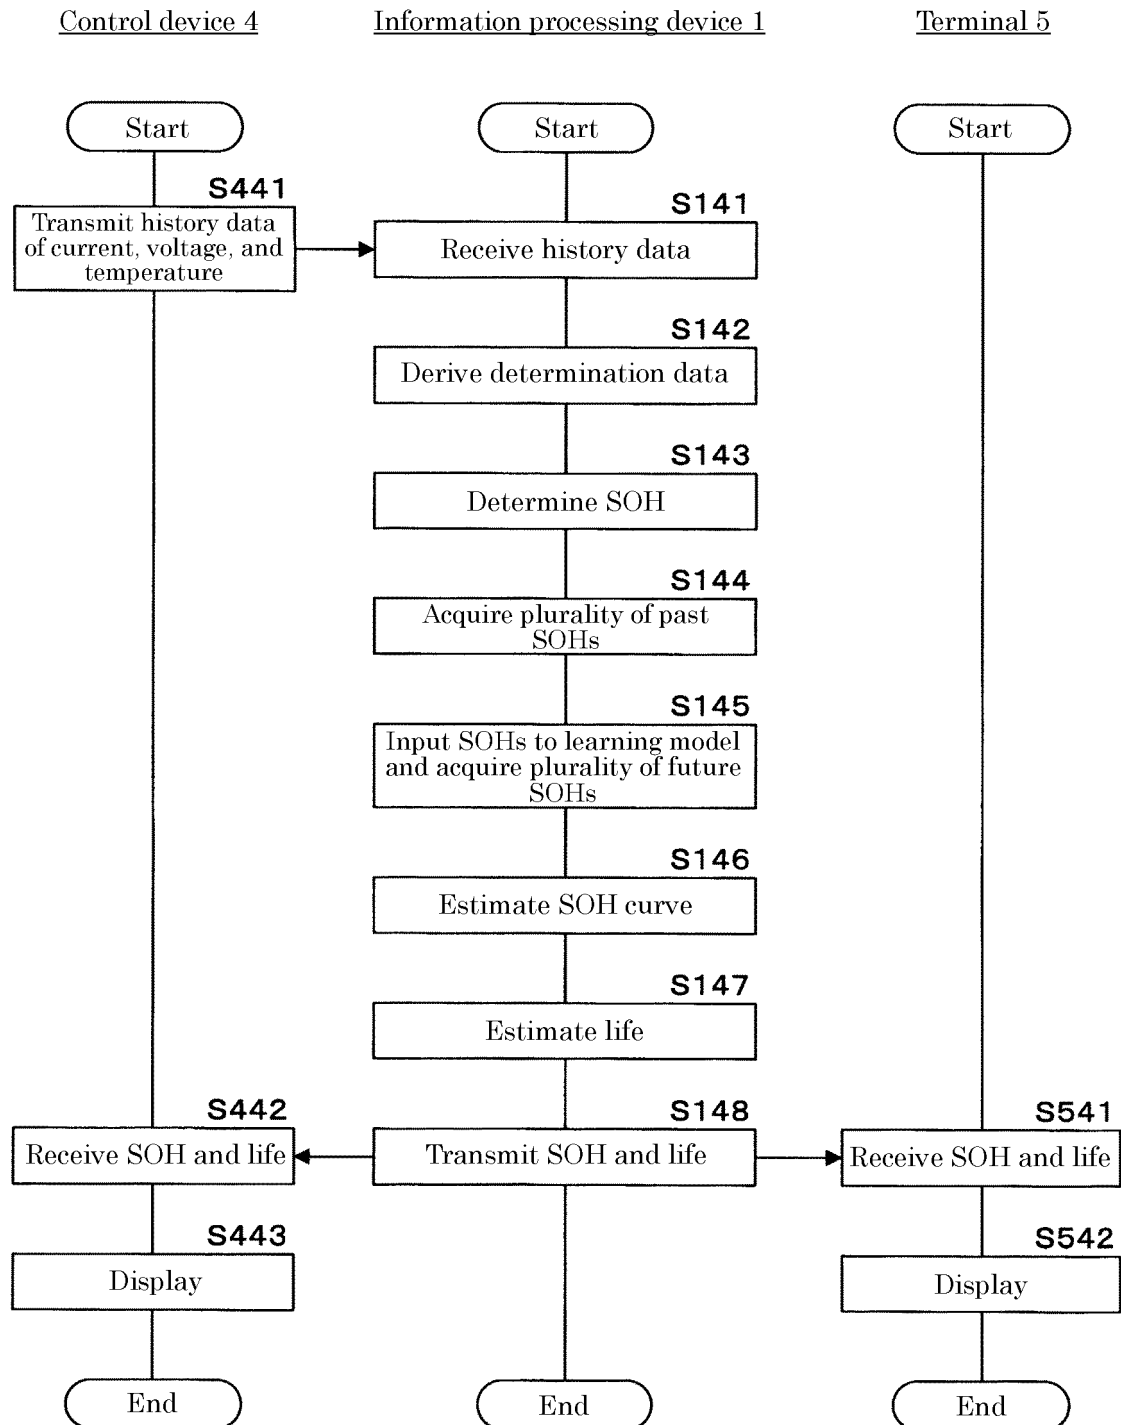 Control device 4
Information processing device 1
Terminal 5
Start
Start
Start
S441
Transmit history data
of current, voltage, and
temperature
S141
Receive history data
S142
Derive determination data
S143
Determine SOH
S144
Acquire plurality of past
SOHs
S145
Input SOHs to learning model
and acquire plurality of future
SOHs
S146
Estimate SOH curve
S147
Estimate life
S442
Receive SOH and life
S148
Transmit SOH and life
S541
Receive SOH and life
S443
Display
S542
Display
End
End
End